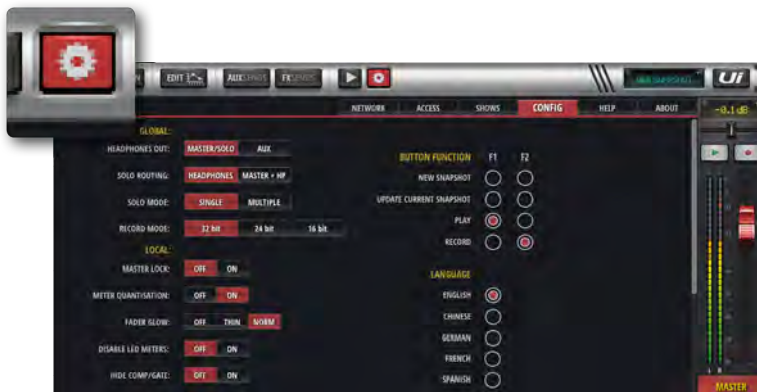 EDIT AUX SENDS FX SENDS Ui
NETWORK ACCESS SHOWS CONFIG HELP ABOUT -0.1 dB
GLOBAL:
HEADPHONES OUT: MASTER/SOLO AUX
SOLO ROUTING: HEADPHONES MASTER + HP
SOLO MODE: SINGLE MULTIPLE
RECORD MODE: 32 bit 24 bit 16 bit
LOCAL:
MASTER LOCK: OFF ON
METER QUANTISATION: OFF ON
FADER GLOW: OFF THIN NORM
DISABLE LED METERS: OFF ON
HIDE COMP/GATE: OFF ON
BUTTON FUNCTION F1 F2
NEW SNAPSHOT
UPDATE CURRENT SNAPSHOT
PLAY
RECORD
LANGUAGE
ENGLISH
CHINESE
GERMAN
FRENCH
SPANISH
L R
MASTER